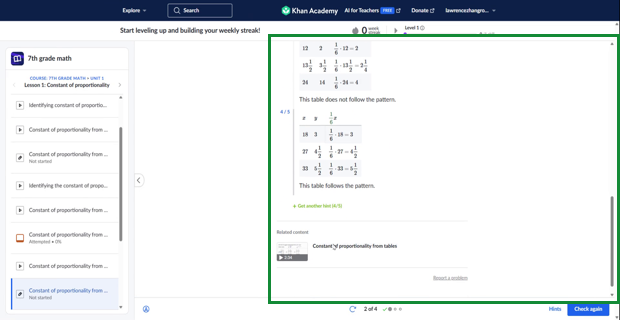 Explore
Search
Khan Academy
AI for Teachers FREE
Donate
lawrencezhangro...
Start leveling up and building your weekly streak!
0 week streak
Level 1
7th grade math
COURSE: 7TH GRADE MATH > UNIT 1
Lesson 1: Constant of proportionality
Identifying constant of proportio...
Constant of proportionality from ...
Constant of proportionality from ...
Not started
Identifying the constant of propo...
Constant of proportionality from ...
Constant of proportionality from ...
Attempted • 0%
Constant of proportionality from ...
Constant of proportionality from ...
Not started
12 2 1/6 · 12 = 2
13 1/2 3 1/2 1/6 · 13 1/2 = 2 1/4
24 14 1/6 · 24 = 4
This table does not follow the pattern.
4 / 5
x y 1/6 x
18 3 1/6 · 18 = 3
27 4 1/2 1/6 · 27 = 4 1/2
33 5 1/2 1/6 · 33 = 5 1/2
This table follows the pattern.
+ Get another hint (4/5)
Related content
Constant of proportionality from tables
Report a problem
2 of 4
Hints
Check again